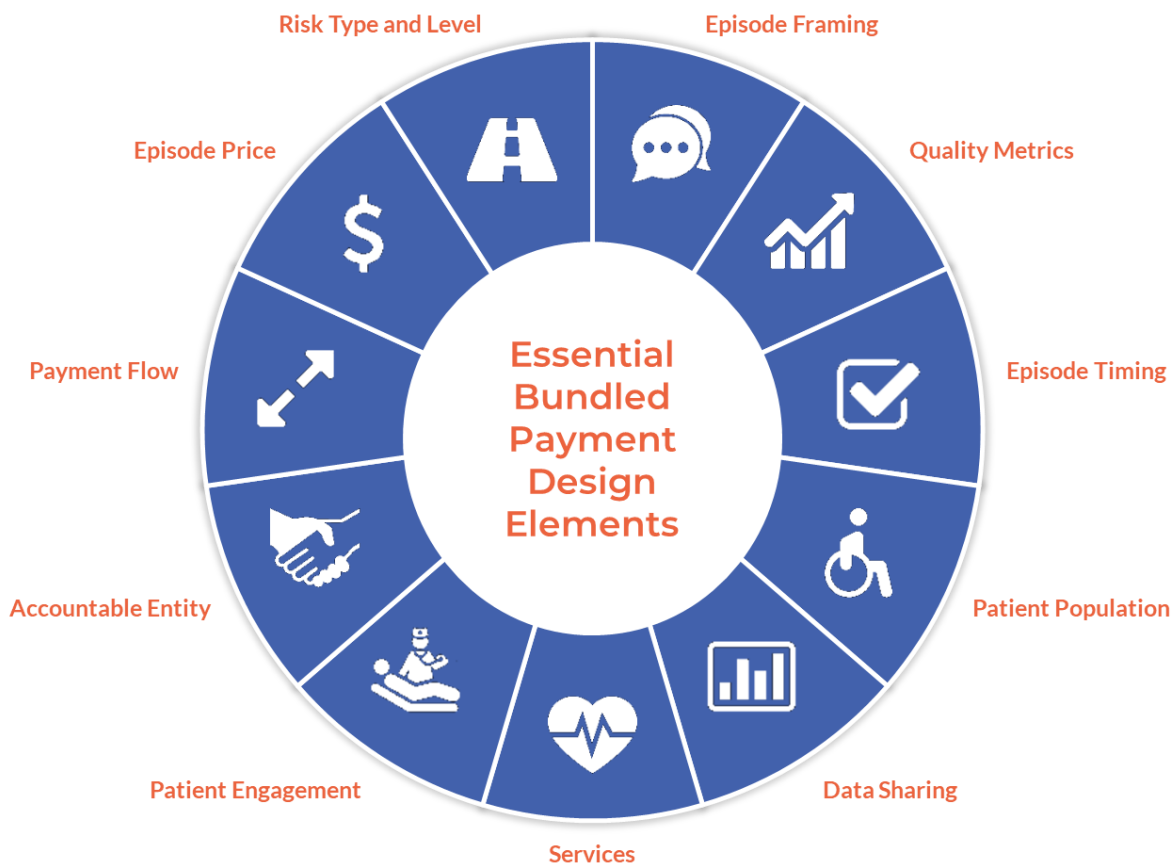 Risk Type and Level
Episode Framing
Episode Price
Quality Metrics
Essential
Bundled
Payment
Design
Elements
Payment Flow
Episode Timing
Accountable Entity
Patient Population
Patient Engagement
Data Sharing
Services